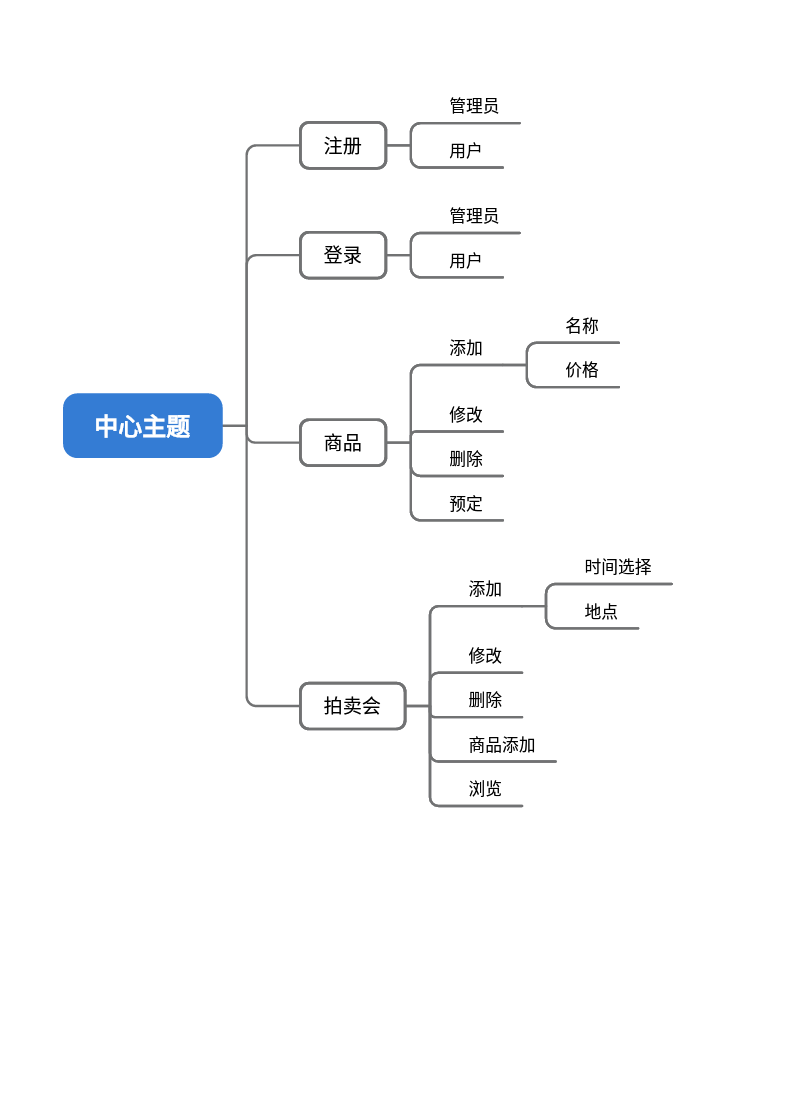 中心主题
注册
管理员
用户
登录
管理员
用户
商品
添加
名称
价格
修改
删除
预定
拍卖会
添加
时间选择
地点
修改
删除
商品添加
浏览